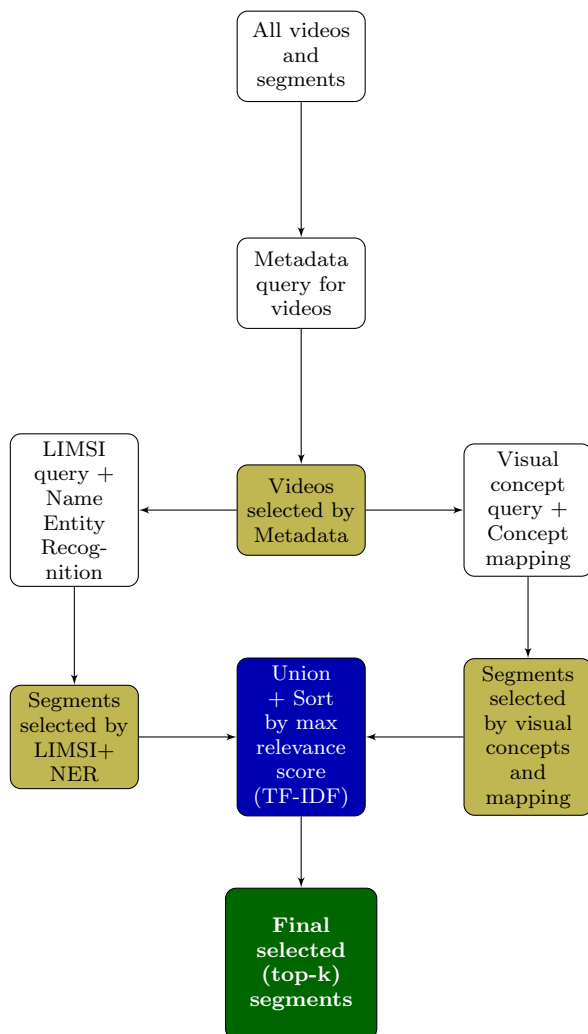 All videos
and
segments
Metadata
query for
videos
LIMSI
query +
Name
Entity
Recog-
nition
Videos
selected by
Metadata
Visual
concept
query +
Concept
mapping
Segments
selected by
LIMSI+
NER
Union
+ Sort
by max
relevance
score
(TF-IDF)
Segments
selected
by visual
concepts
and
mapping
Final
selected
(top-k)
segments